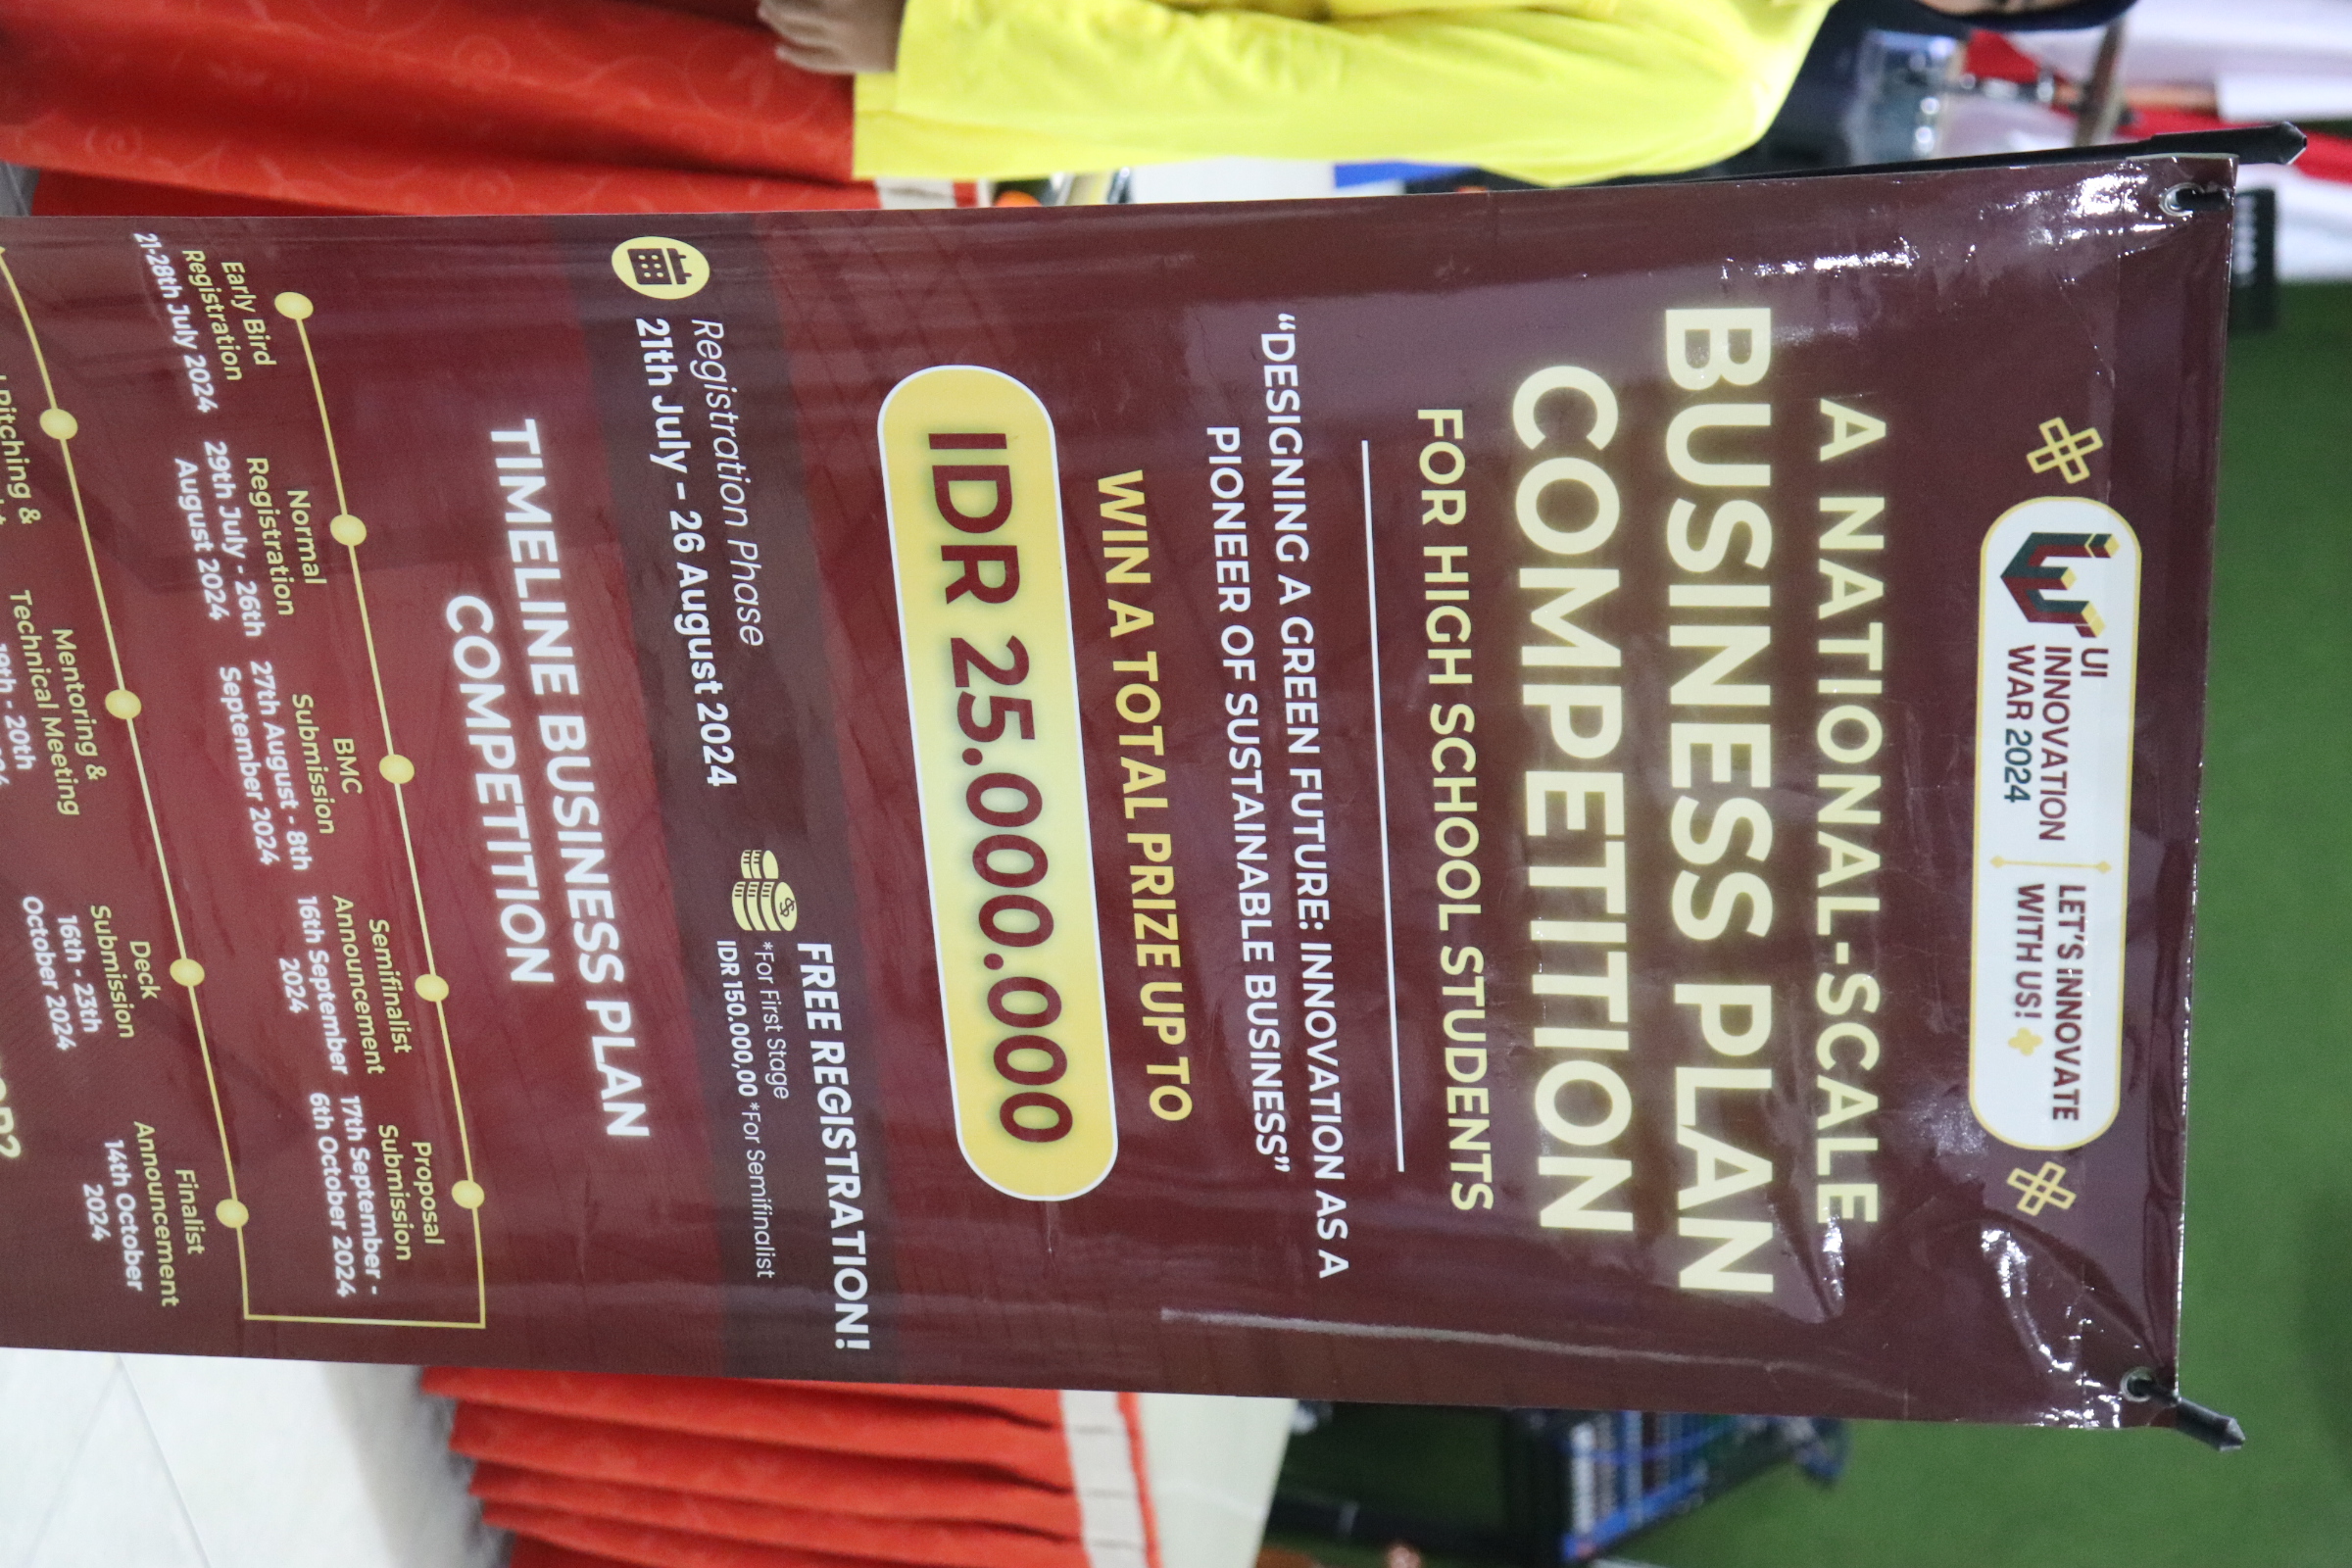 UI
INNOVATION
WAR 2024
LET'S INNOVATE
WITH US!
A NATIONAL-SCALE
BUSINESS PLAN
COMPETITION
FOR HIGH SCHOOL STUDENTS
“DESIGNING A GREEN FUTURE: INNOVATION AS A
PIONEER OF SUSTAINABLE BUSINESS”
WIN A TOTAL PRIZE UP TO
IDR 25.000.000
Registration Phase
21th July – 26 August 2024
FREE REGISTRATION!
*For First Stage
IDR 150.000,00 *For Semifinalist
TIMELINE BUSINESS PLAN
COMPETITION
Early Bird
Registration
21-28th July 2024
Normal
Registration
29th July - 26th
August 2024
BMC
Submission
27th August - 8th
September 2024
Semifinalist
Announcement
16th September
2024
Proposal
Submission
17th September -
6th October 2024
Finalist
Announcement
14th October
2024
Deck
Submission
16th - 23th
October 2024
Mentoring &
Technical Meeting
19th - 20th
Pitching &